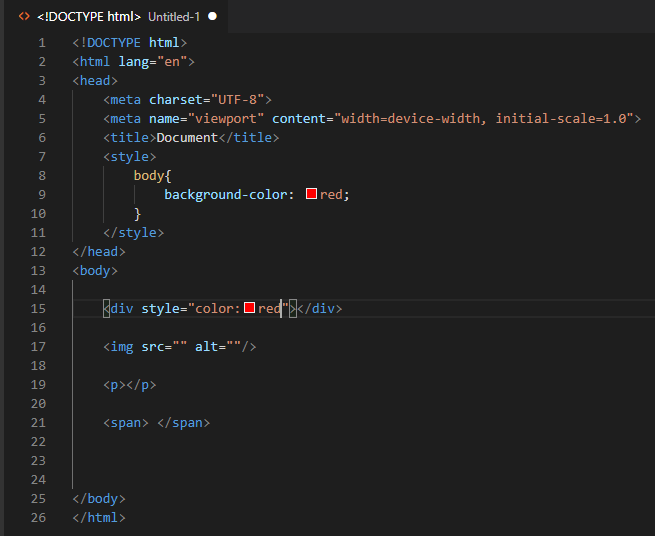 <> <!DOCTYPE html> Untitled-1
1 <!DOCTYPE html>
2 <html lang="en">
3 <head>
4     <meta charset="UTF-8">
5     <meta name="viewport" content="width=device-width, initial-scale=1.0">
6     <title>Document</title>
7     <style>
8         body{
9             background-color: red;
10         }
11     </style>
12 </head>
13 <body>
14
15     <div style="color:red"></div>
16
17     <img src="" alt=""/>
18
19     <p></p>
20
21     <span> </span>
22
23
24
25 </body>
26 </html>